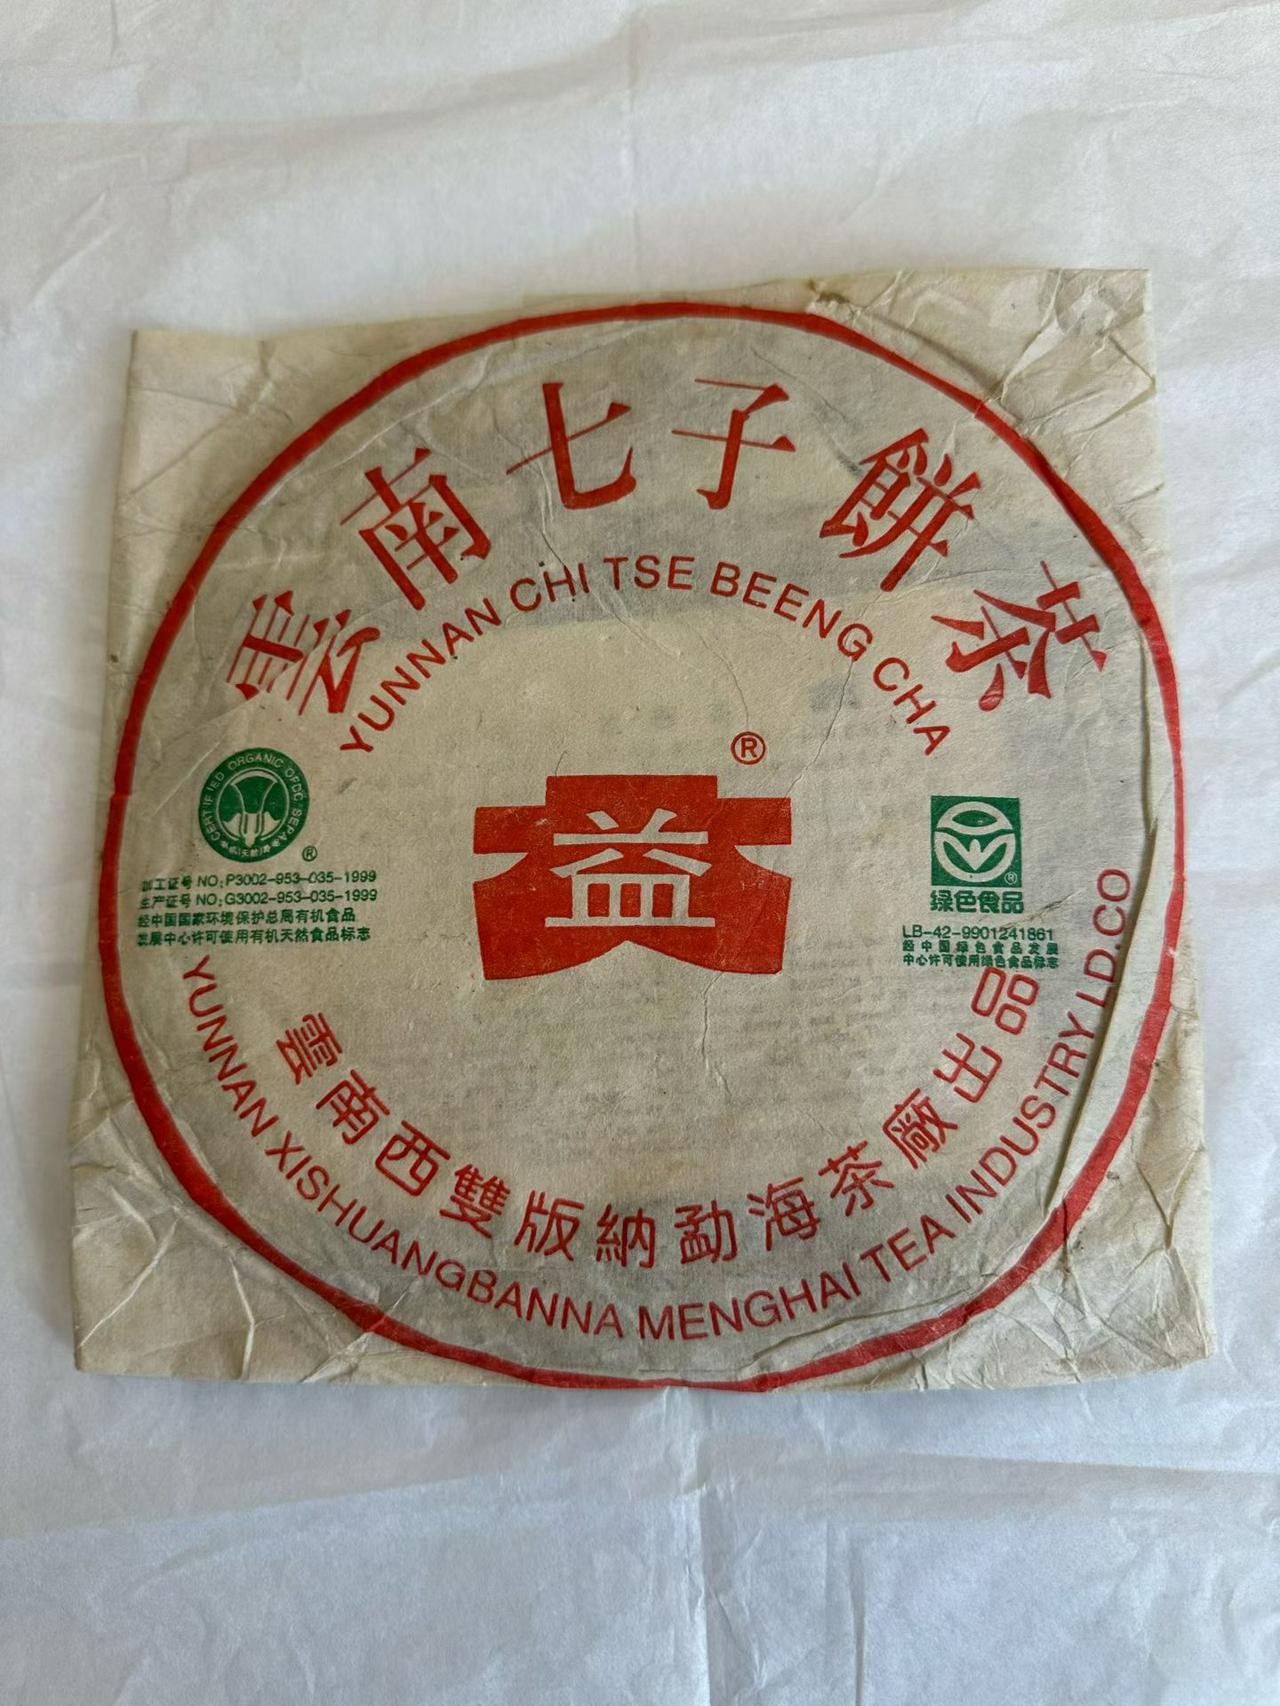 雲南七子餅茶
YUNNAN CHI TSE BEENG CHA
®
益
CERTIFIED ORGANIC OFDC SEPA
®
加工证号 NO:P3002-953-035-1999
生产证号 NO:G3002-953-035-1999
经中国国家环境保护总局有机食品
发展中心许可使用有机天然食品标志
®
绿色食品
LB-42-9901241861
经中国绿色食品发展
中心许可使用绿色食品标志
雲南西雙版納勐海茶廠出品
YUNNAN XISHUANGBANNA MENGHAI TEA INDUSTRY LD.CO